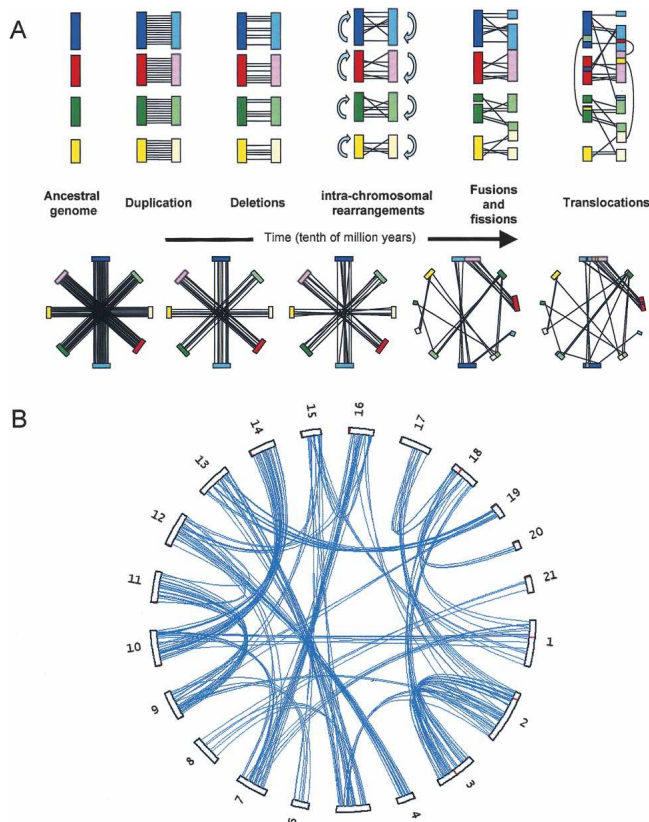 A
Ancestral genome
Duplication
Deletions
intra-chromosomal rearrangements
Fusions and fissions
Translocations
Time (tenth of million years)
B
15
16
17
14
18
13
19
12
20
11
21
10
1
9
2
8
3
7
4